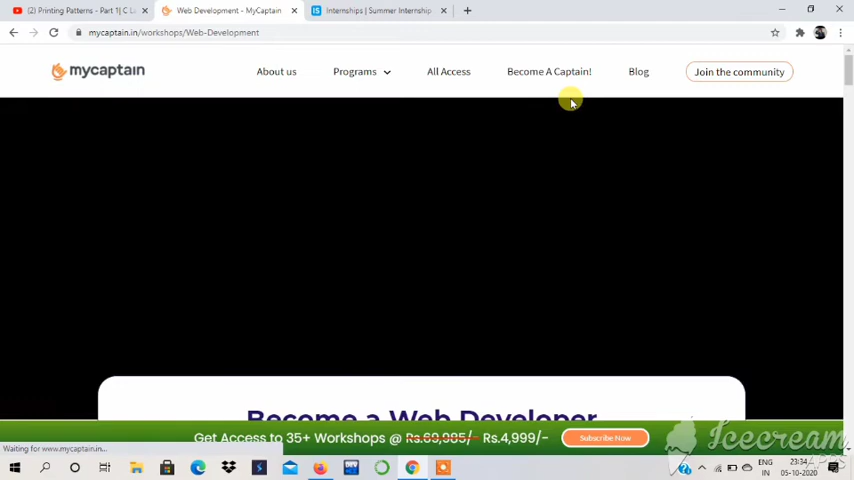 (2) Printing Patterns - Part 1| C La
Web Development - MyCaptain
Internships | Summer Internship
mycaptain.in/workshops/Web-Development
mycaptain
About us
Programs
All Access
Become A Captain!
Blog
Join the community
Become a Web Developer
Get Access to 35+ Workshops @ Rs.69,985/- Rs.4,999/-
Subscribe Now
Icecream
APPS
Waiting for www.mycaptain.in...
DEV
ENG
IN
23:34
05-10-2020